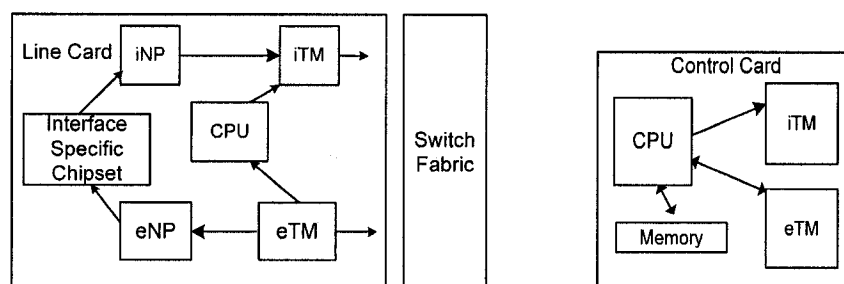 Line Card
iNP
iTM
Interface
Specific
Chipset
CPU
eNP
eTM
Switch
Fabric
Control Card
CPU
iTM
eTM
Memory